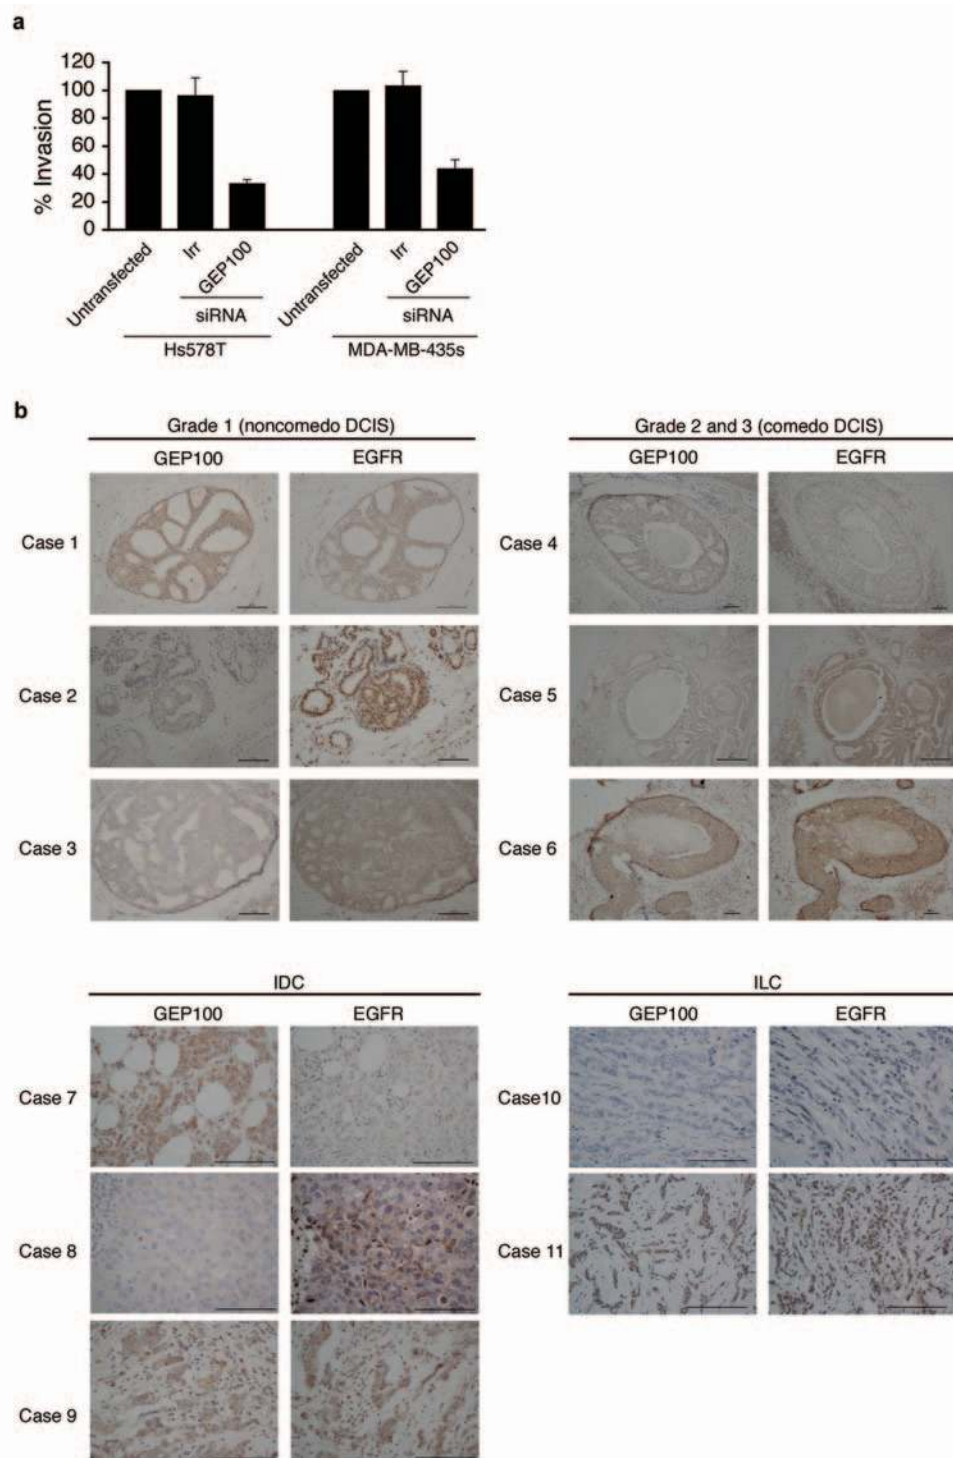 a
120
100
80
60
40
20
0
% Invasion
Untransfected
Irr
GEP100
Untransfected
Irr
GEP100
siRNA
siRNA
Hs578T
MDA-MB-435s
b
Grade 1 (noncomedo DCIS)
GEP100
EGFR
Case 1
Case 2
Case 3
Grade 2 and 3 (comedo DCIS)
GEP100
EGFR
Case 4
Case 5
Case 6
IDC
GEP100
EGFR
Case 7
Case 8
Case 9
ILC
GEP100
EGFR
Case10
Case 11